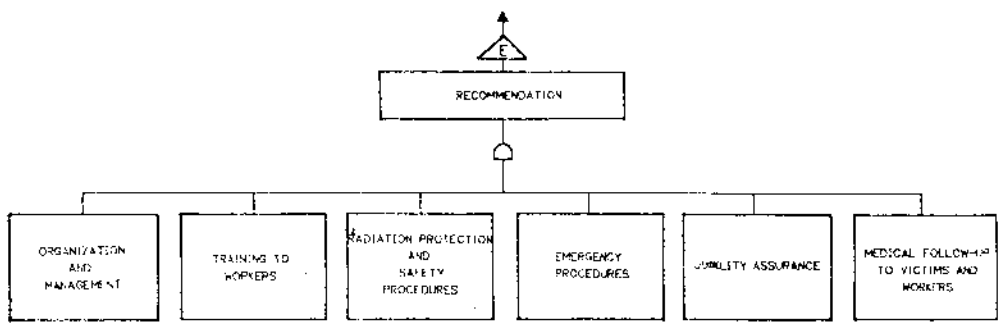 E
RECOMMENDATION
ORGANIZATION
AND
MANAGEMENT
TRAINING TO
WORKERS
RADIATION PROTECTION
AND
SAFETY
PROCEDURES
EMERGENCY
PROCEDURES
QUALITY ASSURANCE
MEDICAL FOLLOW-UP
TO VICTIMS AND
WORKERS